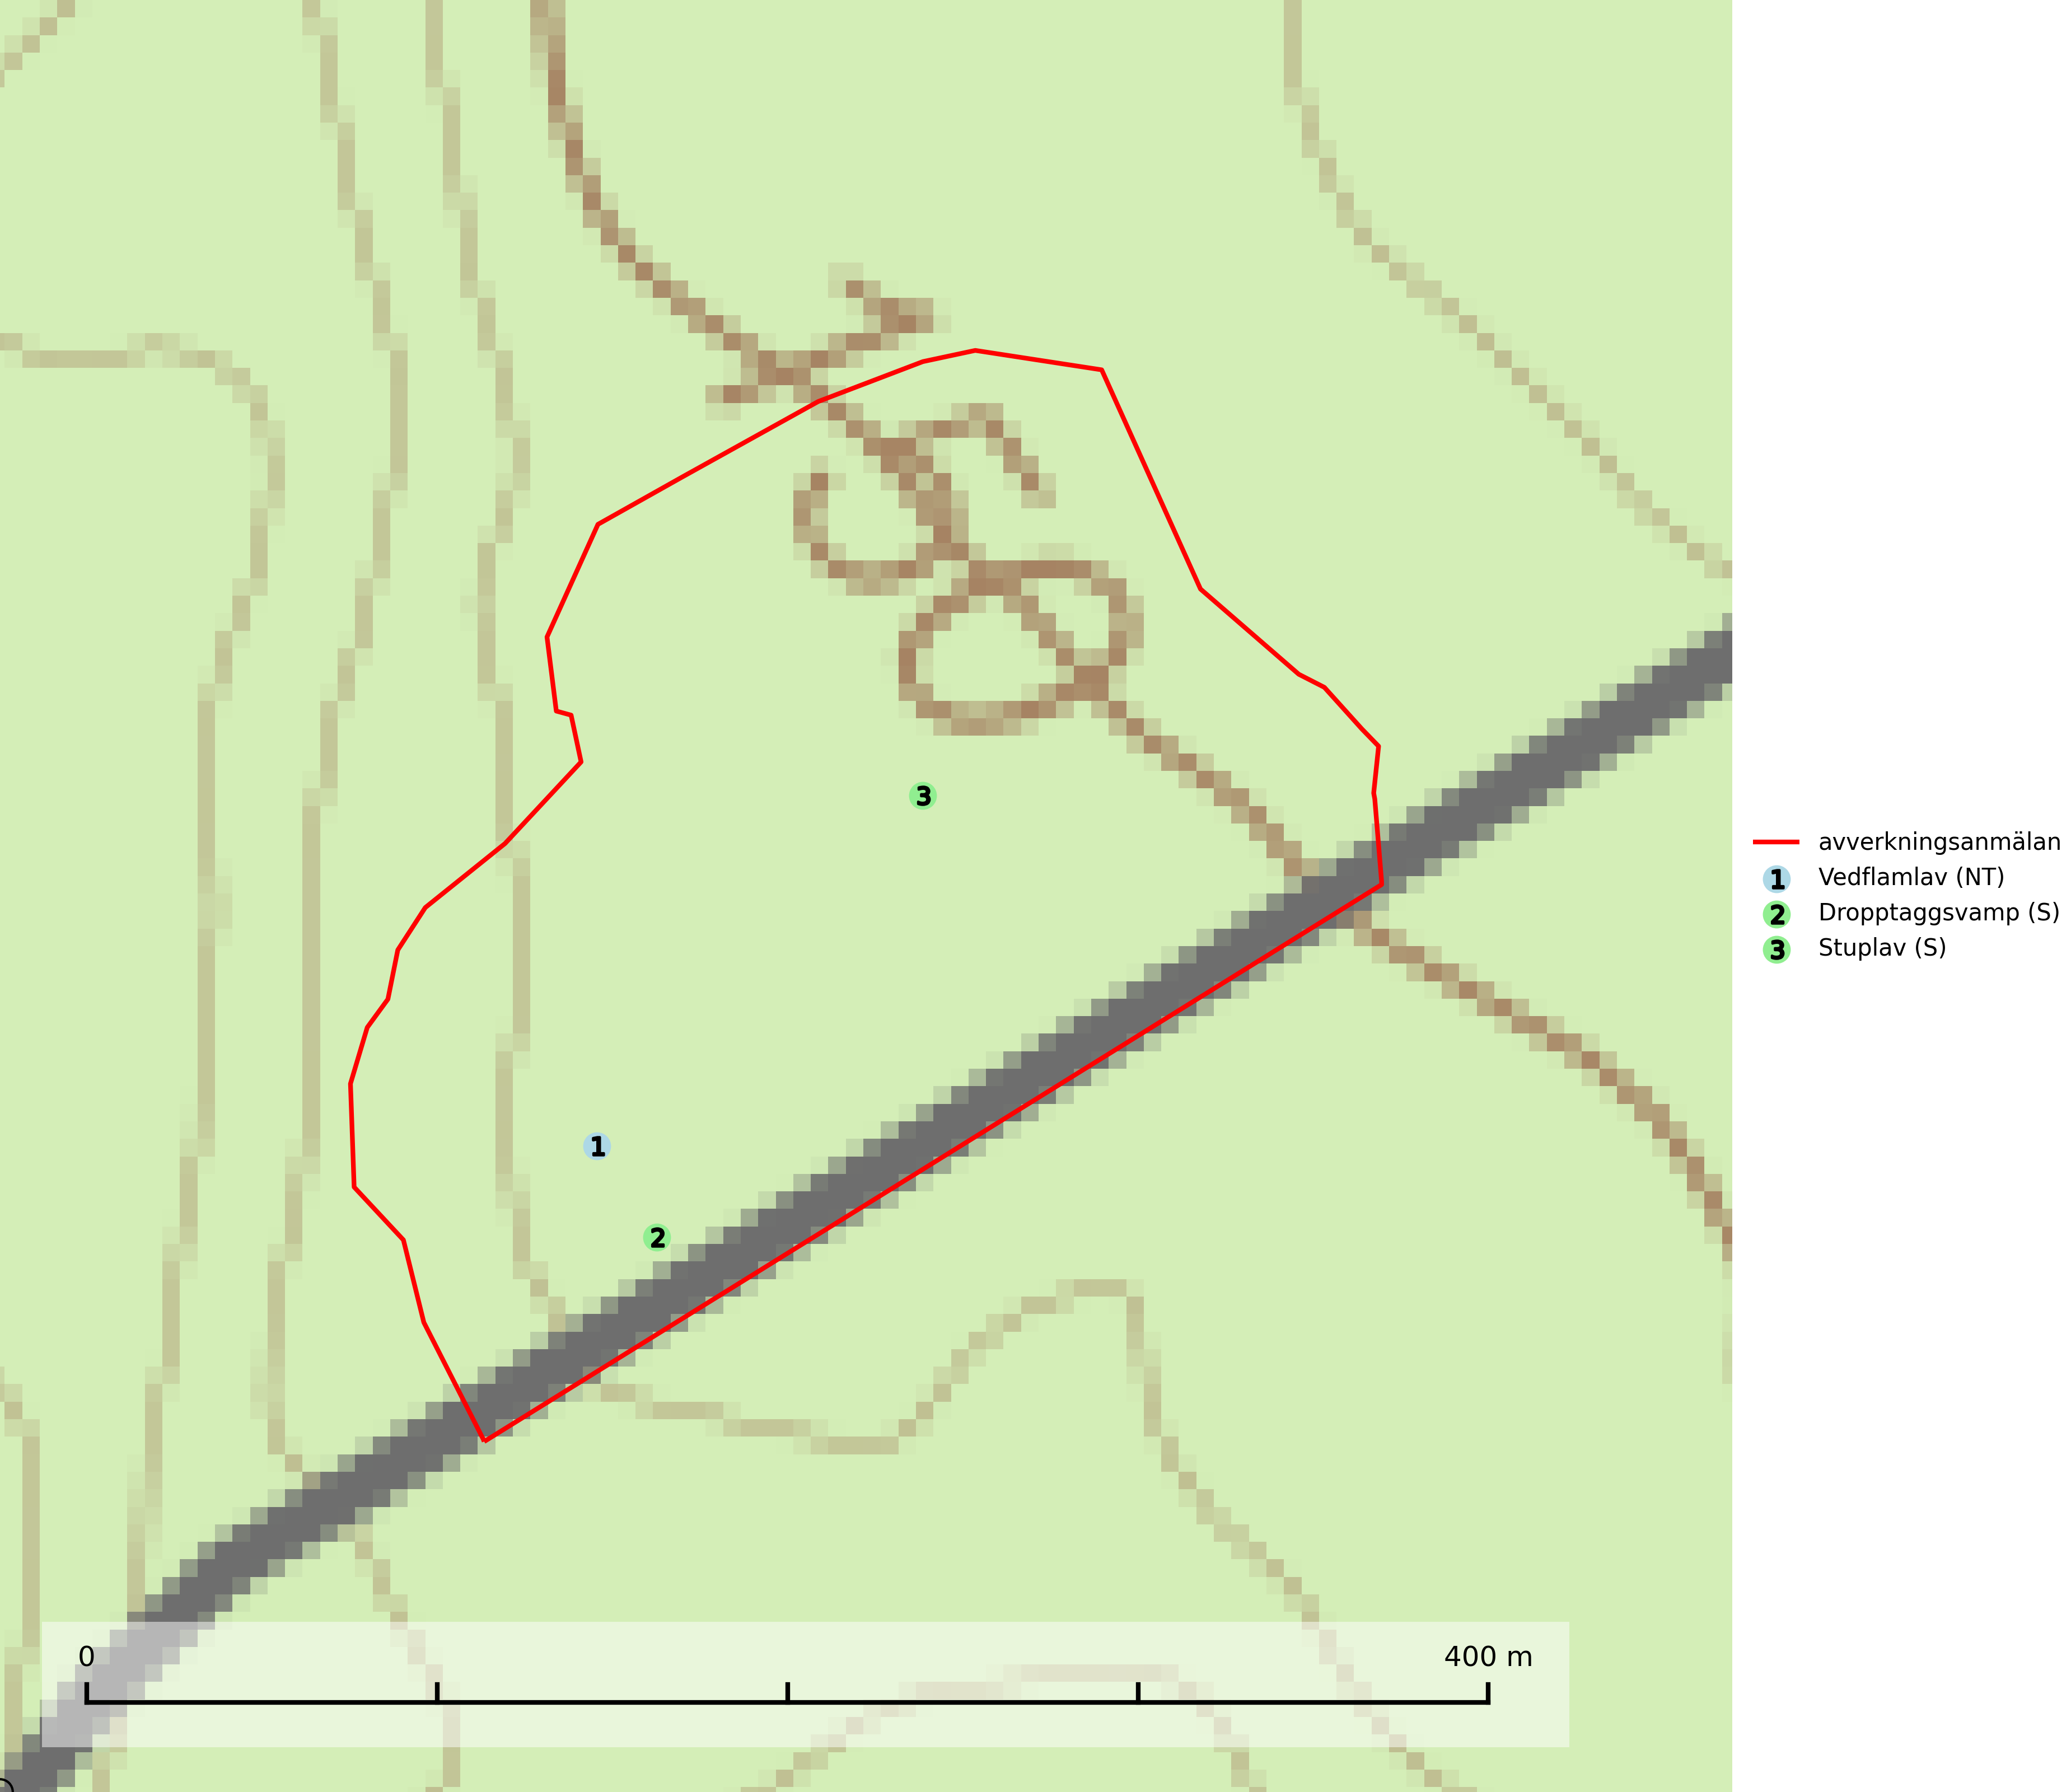 3
1
2
avverkningsanmälan
1 Vedflamlav (NT)
2 Dropptaggsvamp (S)
3 Stuplav (S)
0 400 m